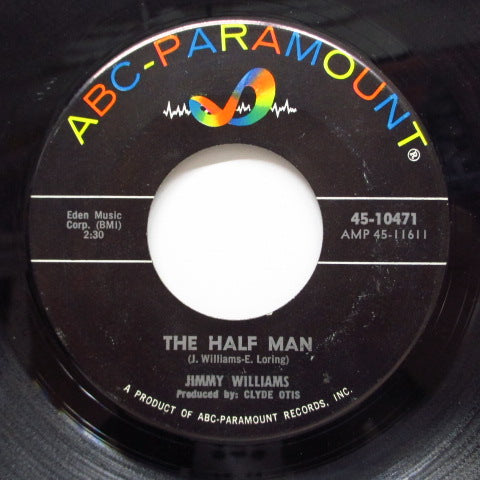 ABC-PARAMOUNT®
Eden Music
Corp. (BMI)
2:30
45-10471
AMP 45-11611
THE HALF MAN
(J. Williams-E. Loring)
JIMMY WILLIAMS
Produced by: CLYDE OTIS
A PRODUCT OF ABC-PARAMOUNT RECORDS, INC.